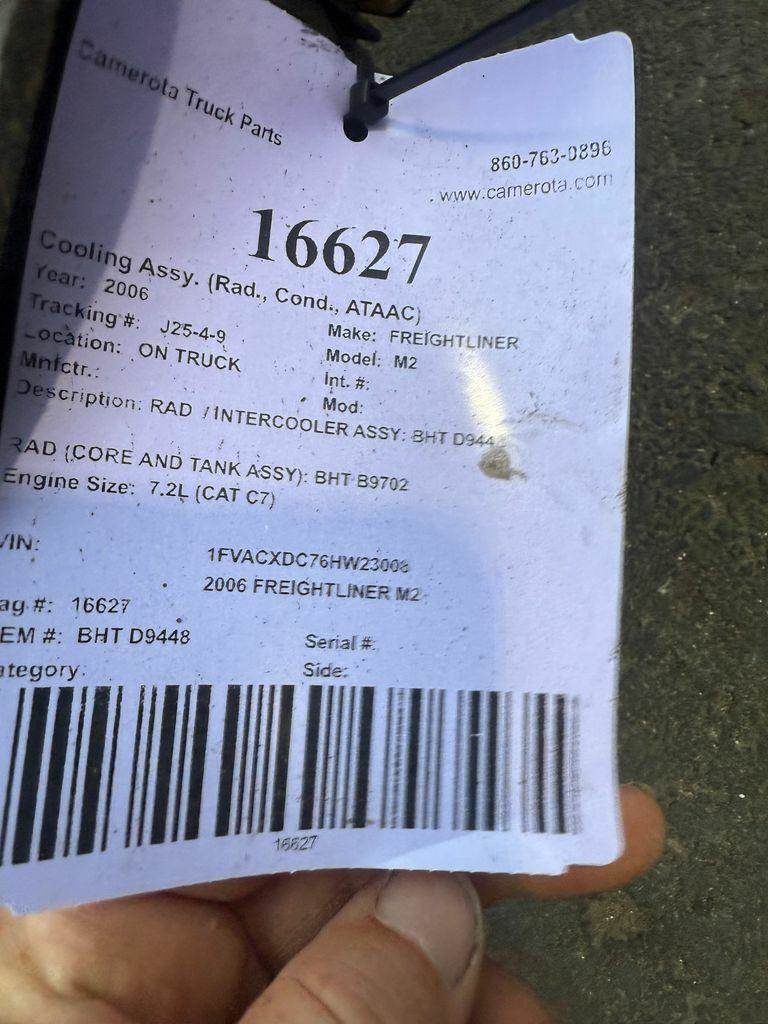 Camerota Truck Parts
860-763-0896
www.camerota.com
16627
Cooling Assy. (Rad., Cond., ATAAC)
Year: 2006
Make: FREIGHTLINER
Tracking #: J25-4-9
Model: M2
Location: ON TRUCK
Int. #:
Mnfctr.:
Mod:
Description: RAD / INTERCOOLER ASSY: BHT D944
RAD (CORE AND TANK ASSY): BHT B9702
Engine Size: 7.2L (CAT C7)
VIN:
1FVACXDC76HW23008
2006 FREIGHTLINER M2
ag #: 16627
EM #: BHT D9448
Serial #:
ategory:
Side:
16627